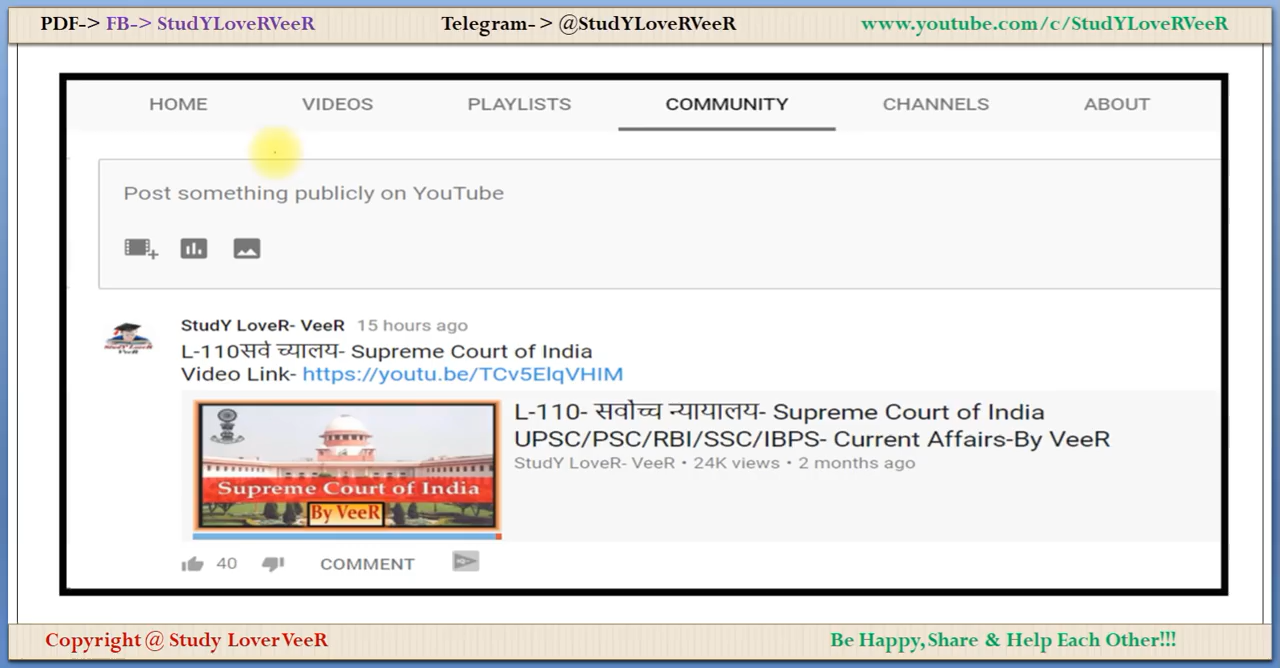 PDF-> FB-> StudYLoveRVeeR
Telegram- > @StudYLoveRVeeR
www.youtube.com/c/StudYLoveRVeeR
HOME VIDEOS PLAYLISTS COMMUNITY CHANNELS ABOUT
Post something publicly on YouTube
StudY LoveR- VeeR 15 hours ago
L-110सर्व च्यालय- Supreme Court of India
Video Link- https://youtu.be/TCv5ElqVHIM
L-110- सर्वोच्च न्यायालय- Supreme Court of India
UPSC/PSC/RBI/SSC/IBPS- Current Affairs-By VeeR
StudY LoveR- VeeR • 24K views • 2 months ago
Supreme Court of India
By VeeR
40 COMMENT
Copyright @ Study LoverVeeR
Be Happy,Share & Help Each Other!!!